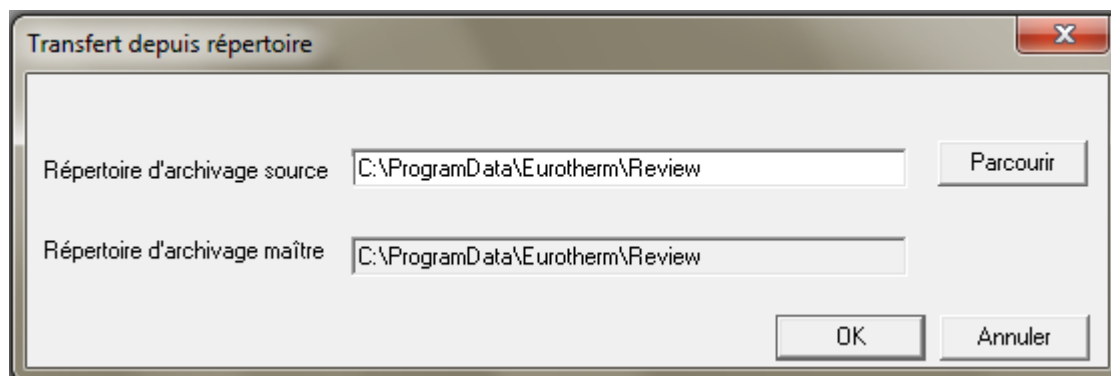 Transfert depuis répertoire
Répertoire d'archivage source C:\ProgramData\Eurotherm\Review Parcourir
Répertoire d'archivage maître C:\ProgramData\Eurotherm\Review
OK Annuler